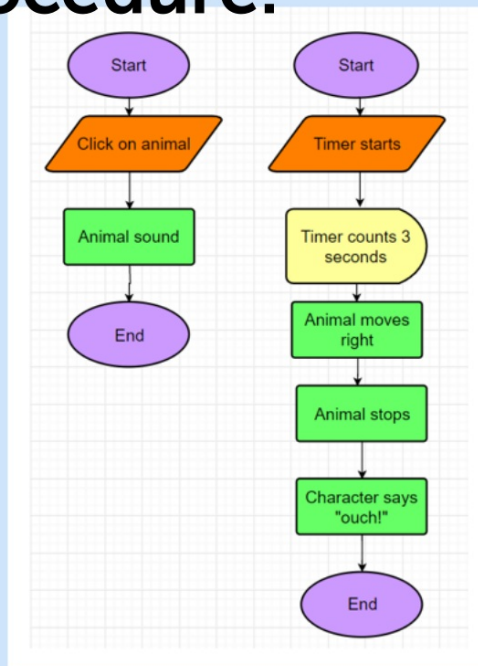 ocedure:
Start
Click on animal
Animal sound
End
Start
Timer starts
Timer counts 3
seconds
Animal moves
right
Animal stops
Character says
"ouch!"
End